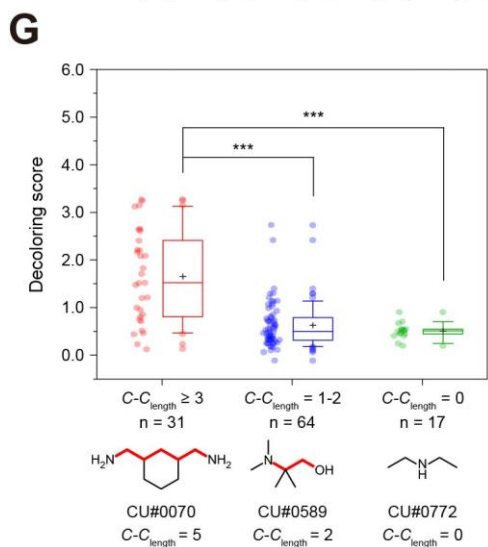 G
6.0
5.0
4.0
3.0
2.0
1.0
0.0
Decoloring score
***
***
C-Clength ≥ 3
C-Clength = 1-2
C-Clength = 0
n = 31
n = 64
n = 17
H2N
NH2
N
OH
N
H
CU#0070
CU#0589
CU#0772
C-Clength = 5
C-Clength = 2
C-Clength = 0